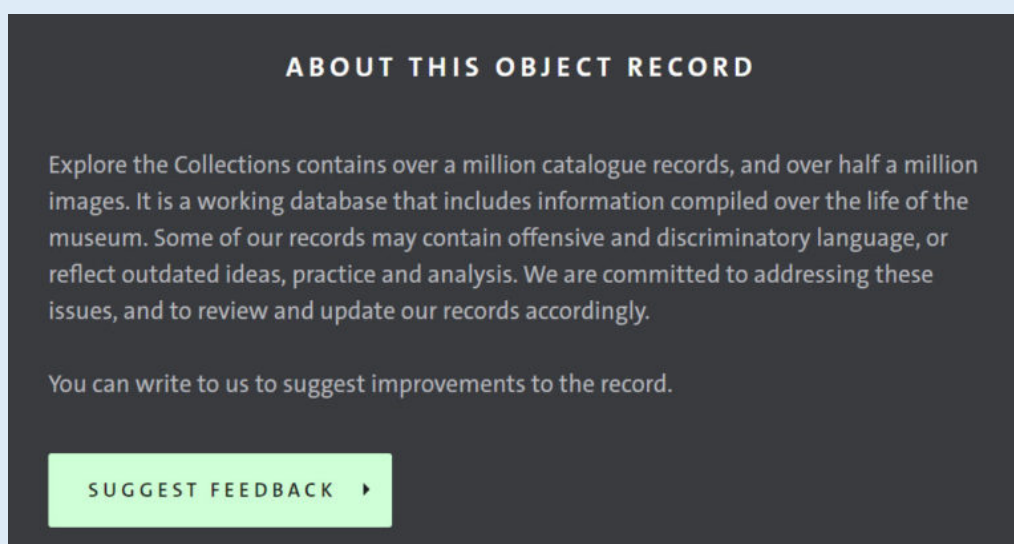 ABOUT THIS OBJECT RECORD
Explore the Collections contains over a million catalogue records, and over half a million
images. It is a working database that includes information compiled over the life of the
museum. Some of our records may contain offensive and discriminatory language, or
reflect outdated ideas, practice and analysis. We are committed to addressing these
issues, and to review and update our records accordingly.
You can write to us to suggest improvements to the record.
SUGGEST FEEDBACK